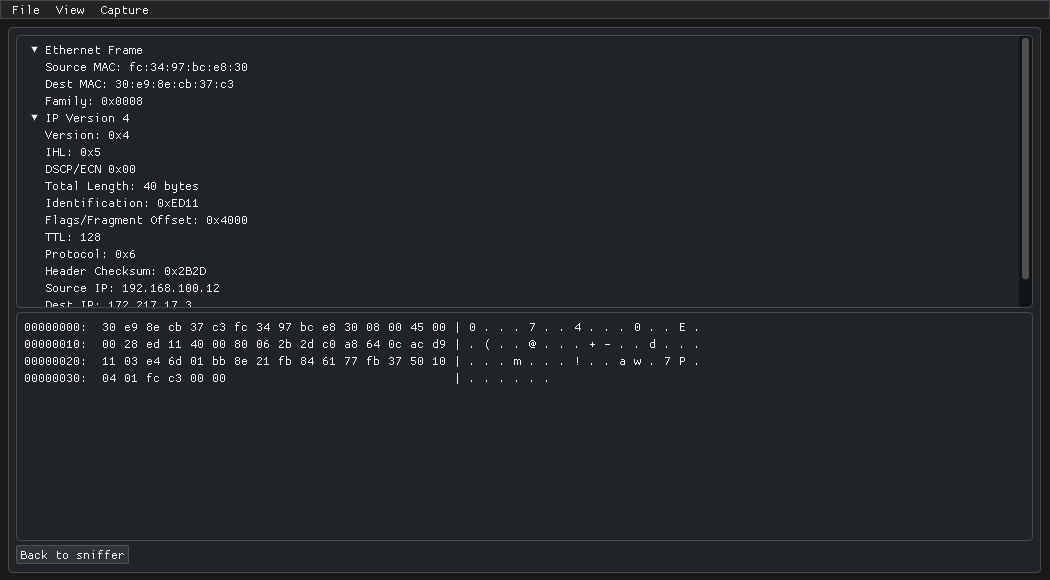 File View Capture
▼ Ethernet Frame
Source MAC: fc:34:97:bc:e8:30
Dest MAC: 30:e9:8e:cb:37:c3
Family: 0x0008
▼ IP Version 4
Version: 0x4
IHL: 0x5
DSCP/ECN 0x00
Total Length: 40 bytes
Identification: 0xED11
Flags/Fragment Offset: 0x4000
TTL: 128
Protocol: 0x6
Header Checksum: 0x2B2D
Source IP: 192.168.100.12
Dest IP: 172.217.17.3
00000000: 30 e9 8e cb 37 c3 fc 34 97 bc e8 30 08 00 45 00 | 0 . . . 7 . . 4 . . . 0 . . E .
00000010: 00 28 ed 11 40 00 80 06 2b 2d c0 a8 64 0c ac d9 | . ( . . @ . . . + - . . d . . .
00000020: 11 03 e4 6d 01 bb 8e 21 fb 84 61 77 fb 37 50 10 | . . . m . . . ! . . a w . 7 P .
00000030: 04 01 fc c3 00 00 | . . . . . .
Back to sniffer